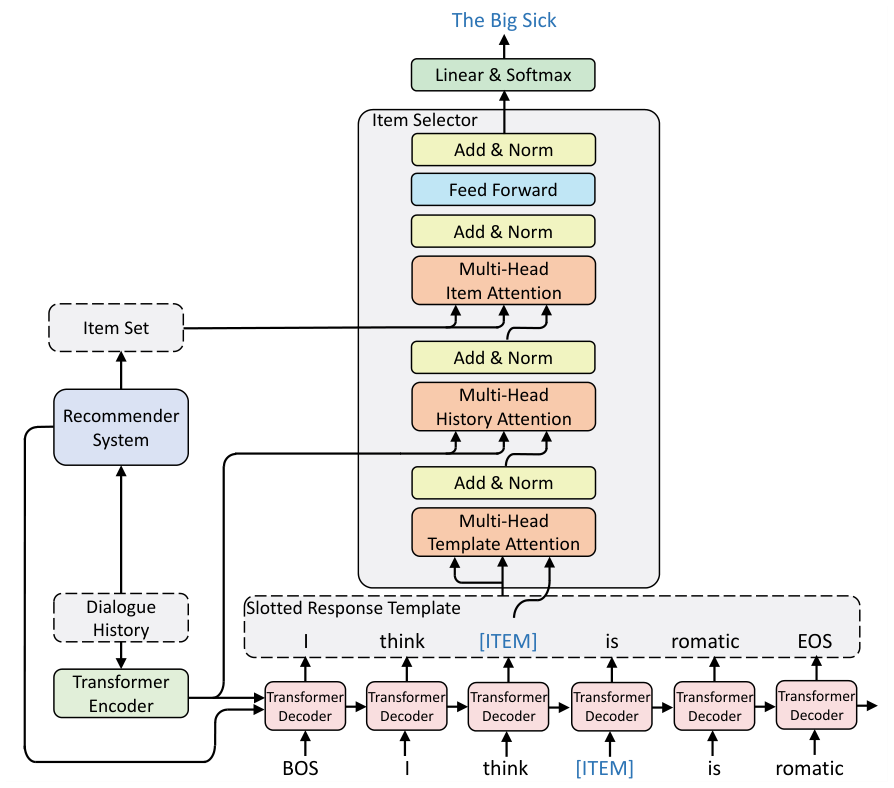 The Big Sick
Linear & Softmax
Item Selector
Add & Norm
Feed Forward
Add & Norm
Multi-Head
Item Attention
Item Set
Add & Norm
Multi-Head
History Attention
Recommender
System
Add & Norm
Multi-Head
Template Attention
Dialogue
History
Slotted Response Template
I think [ITEM] is romatic EOS
Transformer
Encoder
Transformer
Decoder
Transformer
Decoder
Transformer
Decoder
Transformer
Decoder
Transformer
Decoder
Transformer
Decoder
BOS I think [ITEM] is romatic